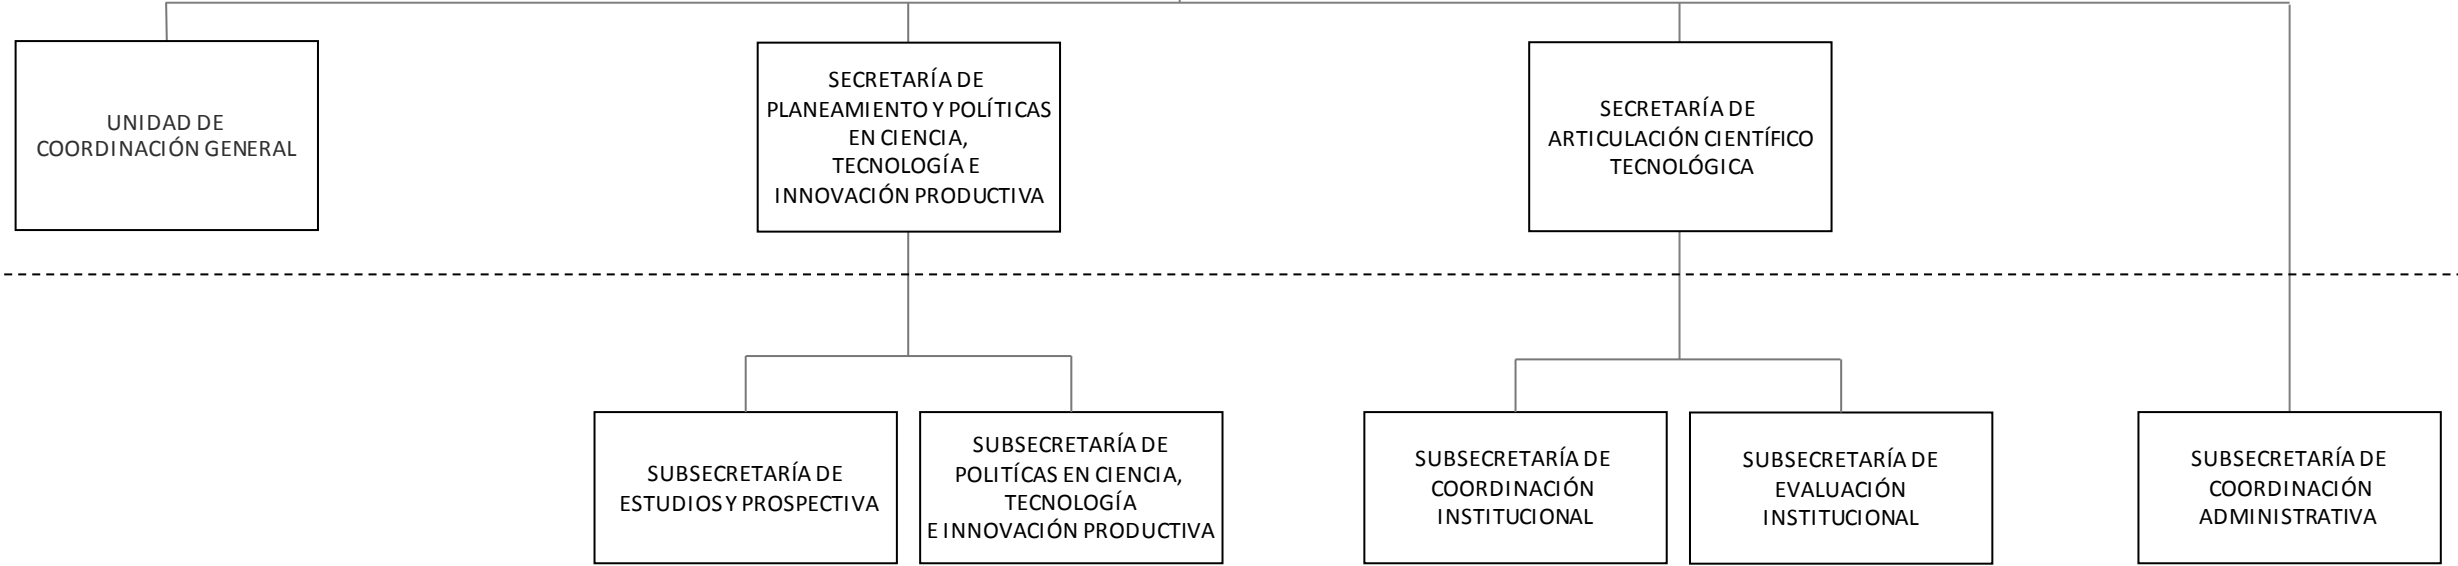 UNIDAD DE
COORDINACIÓN GENERAL
SECRETARÍA DE
PLANEAMIENTO Y POLÍTICAS
EN CIENCIA,
TECNOLOGÍA E
INNOVACIÓN PRODUCTIVA
SECRETARÍA DE
ARTICULACIÓN CIENTÍFICO
TECNOLÓGICA
SUBSECRETARÍA DE
ESTUDIOS Y PROSPECTIVA
SUBSECRETARÍA DE
POLITÍCAS EN CIENCIA,
TECNOLOGÍA
E INNOVACIÓN PRODUCTIVA
SUBSECRETARÍA DE
COORDINACIÓN
INSTITUCIONAL
SUBSECRETARÍA DE
EVALUACIÓN
INSTITUCIONAL
SUBSECRETARÍA DE
COORDINACIÓN
ADMINISTRATIVA